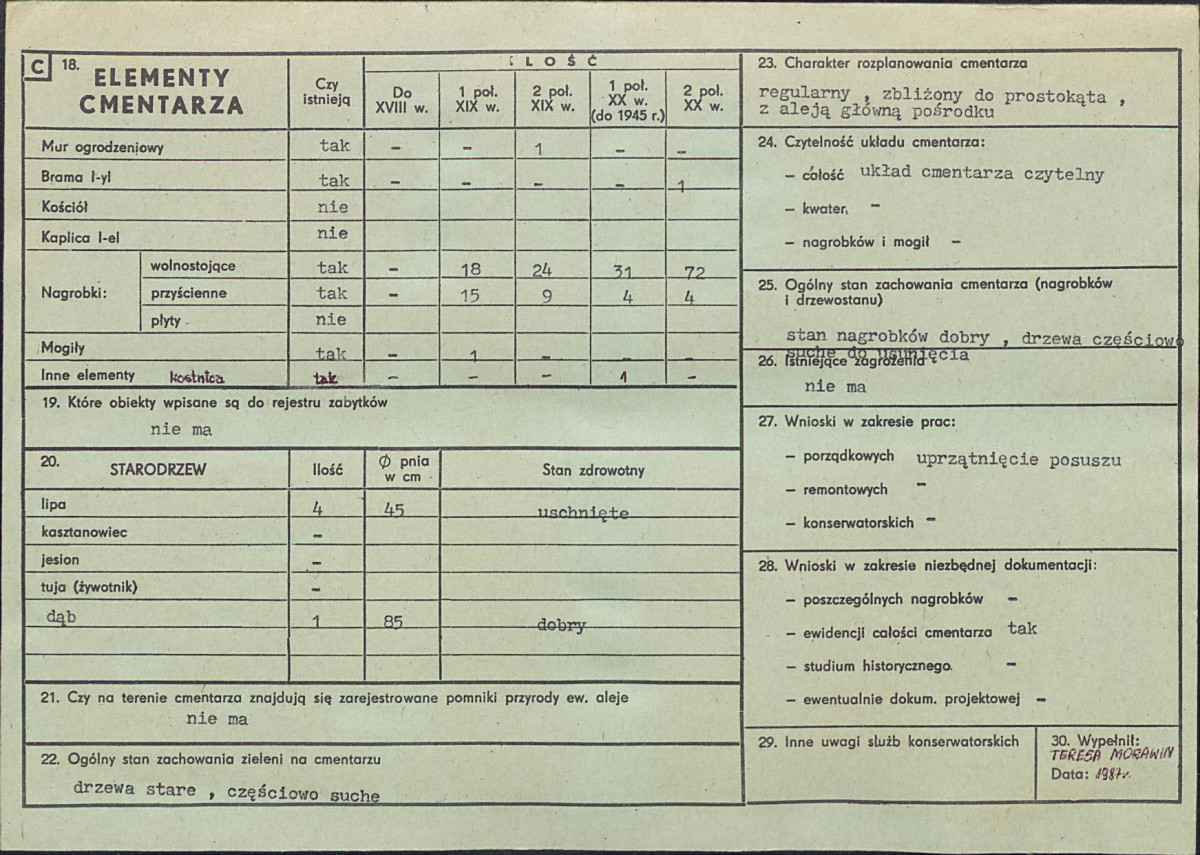 C 18. ELEMENTY CMENTARZA
Czy istnieją
ILOŚĆ
Do XVIII w.
1 poł. XIX w.
2 poł. XIX w.
1 poł. XX w. (do 1945 r.)
2 poł. XX w.
Mur ogrodzeniowy tak – – 1 – –
Brama l-yl tak – – – – 1
Kościół nie
Kaplica l-el nie
Nagrobki:
wolnostojące tak – 18 24 31 72
przyścienne tak – 15 9 4 4
płyty nie
Mogiły tak – 1 – – –
Inne elementy kostnica tak – – – 1 –
19. Które obiekty wpisane są do rejestru zabytków
nie ma
20. STARODRZEW Ilość Ø pnia w cm Stan zdrowotny
lipa 4 45 uschnięte
kasztanowiec –
jesion –
tuja (żywotnik) –
dąb 1 85 dobry
21. Czy na terenie cmentarza znajdują się zarejestrowane pomniki przyrody ew. aleje
nie ma
22. Ogólny stan zachowania zieleni na cmentarzu
drzewa stare , częściowo suche
23. Charakter rozplanowania cmentarza
regularny , zbliżony do prostokąta ,
z aleją główną pośrodku
24. Czytelność układu cmentarza:
– całość układ cmentarza czytelny
– kwater, –
– nagrobków i mogił –
25. Ogólny stan zachowania cmentarza (nagrobków
i drzewostanu)
stan nagrobków dobry , drzewa częściowo
suche do usunięcia
26. Istniejące zagrożenia
nie ma
27. Wnioski w zakresie prac:
– porządkowych uprzątnięcie posuszu
– remontowych –
– konserwatorskich –
28. Wnioski w zakresie niezbędnej dokumentacji:
– poszczególnych nagrobków –
– ewidencji całości cmentarza tak
– studium historycznego. –
– ewentualnie dokum. projektowej –
29. Inne uwagi służb konserwatorskich
30. Wypełnił:
TERESA MORAWIN
Data: 1987r.